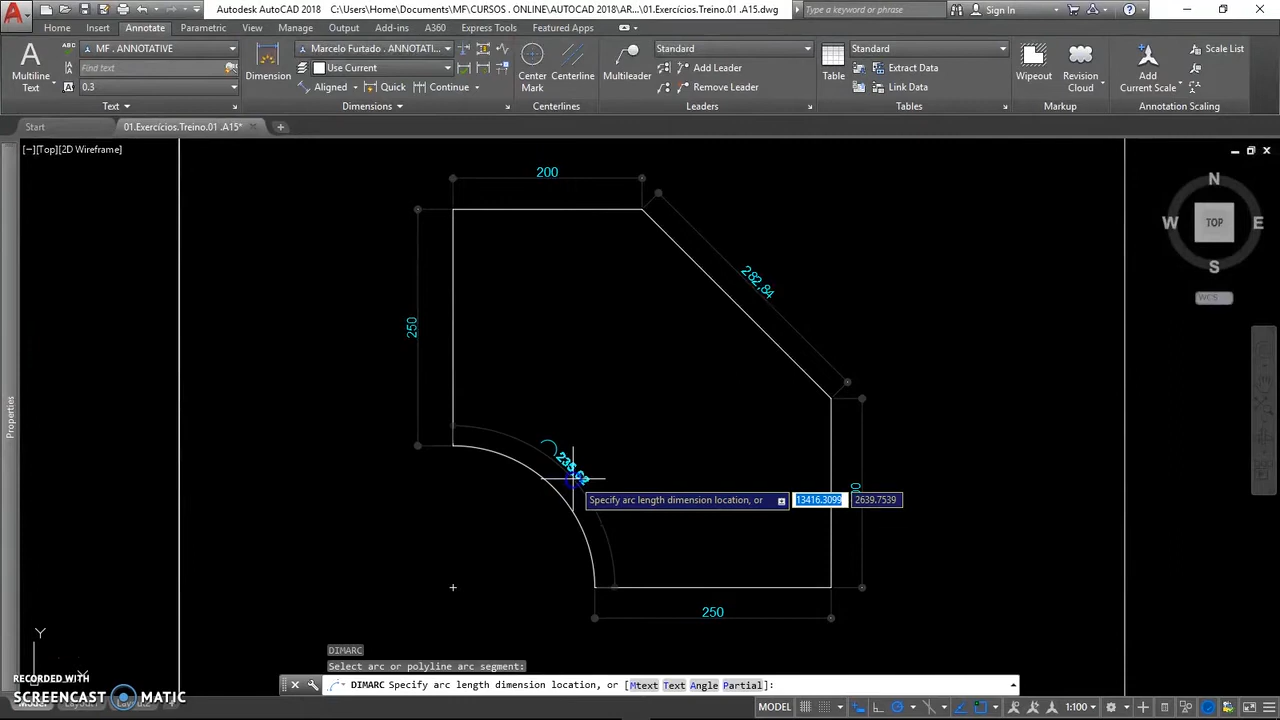 Autodesk AutoCAD 2018 C:\Users\Home\Documents\MF\CURSOS . ONLINE\AUTOCAD 2018\AR...\01.Exercícios.Treino.01 .A15.dwg
Type a keyword or phrase
Sign In
Home Insert Annotate Parametric View Insert Manage Output Add-ins A360 Express Tools Featured Apps
Multiline
Text
MF . ANNOTATIVE
Find text
0.3
Text
Dimension
Marcelo Furtado . ANNOTATI...
Use Current
Aligned
Quick
Continue
Dimensions
Center
Mark
Centerline
Centerlines
Multileader
Standard
Add Leader
Remove Leader
Leaders
Table
Standard
Extract Data
Link Data
Tables
Wipeout
Revision
Cloud
Markup
Add
Current Scale
Scale List
Annotation Scaling
Start
01.Exercícios.Treino.01 .A15*
[−][Top][2D Wireframe]
N
W
TOP
E
S
WCS
Properties
200
250
282,84
235,62
250
Specify arc length dimension location, or
13416.3099
2639.7539
Y
DIMARC
Select arc or polyline arc segment:
DIMARC Specify arc length dimension location, or [Mtext Text Angle Partial]:
RECORDED WITH
SCREENCAST MATIC
MODEL
1:100